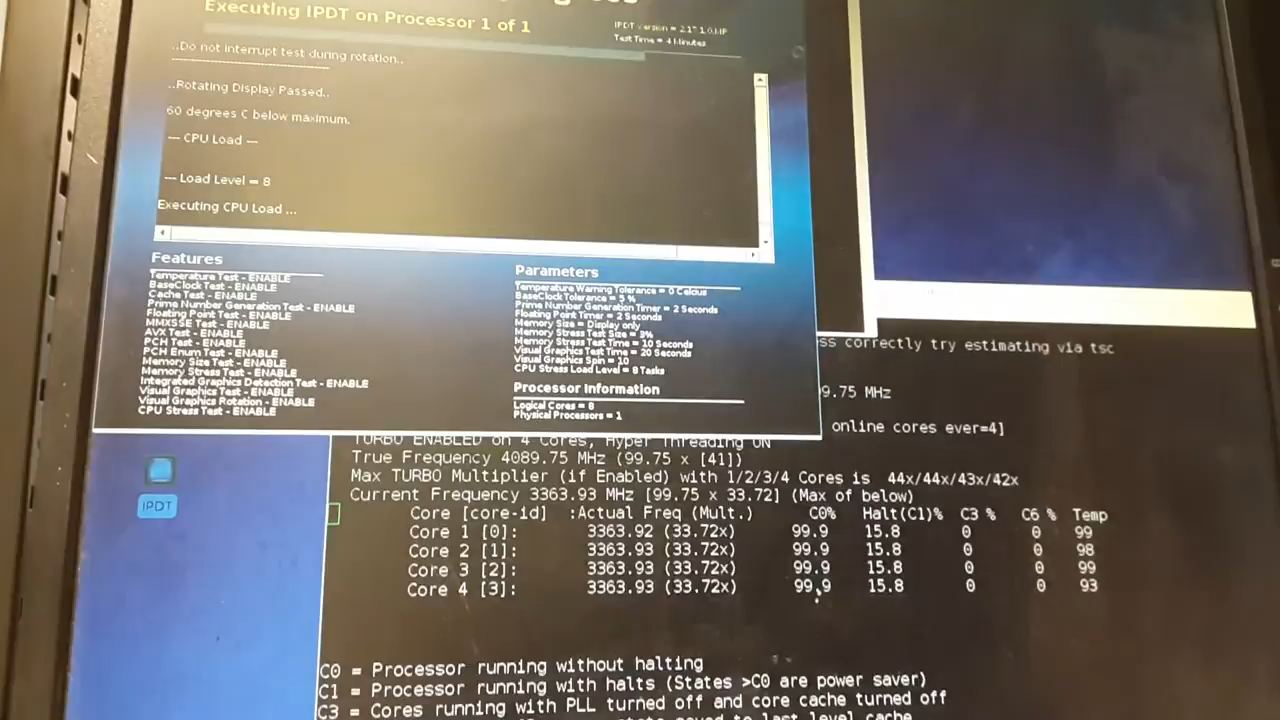 Executing IPDT on Processor 1 of 1
Test Time = 4 Minutes
..Do not interrupt test during rotation..
..Rotating Display Passed..
60 degrees C below maximum.
--- CPU Load ---
--- Load Level = 8
Executing CPU Load ...
Features
Temperature Test - ENABLE
BaseClock Test - ENABLE
Cache Test - ENABLE
Prime Number Generation Test - ENABLE
Floating Point Test - ENABLE
MMXSSE Test - ENABLE
AVX Test - ENABLE
PCH Test - ENABLE
PCH Enum Test - ENABLE
Memory Size Test - ENABLE
Memory Stress Test - ENABLE
Integrated Graphics Detection Test - ENABLE
Visual Graphics Test - ENABLE
Visual Graphics Rotation - ENABLE
CPU Stress Test - ENABLE
Parameters
Temperature Warning Tolerance = 0 Celcius
BaseClock Tolerance = 5 %
Prime Number Generation Timer = 2 Seconds
Floating Point Timer = 2 Seconds
Memory Size = Display only
Memory Stress Test Size = 3%
Memory Stress Test Time = 10 Seconds
Visual Graphics Test Time = 20 Seconds
Visual Graphics Spin = 10
CPU Stress Load Level = 8 Tasks
Processor Information
Logical Cores = 8
Physical Processors = 1
IPDT
correctly try estimating via tsc
9.75 MHz
online cores ever=4]
TURBO ENABLED on 4 Cores, Hyper Threading ON
True Frequency 4089.75 MHz (99.75 x [41])
Max TURBO Multiplier (if Enabled) with 1/2/3/4 Cores is 44x/44x/43x/42x
Current Frequency 3363.93 MHz [99.75 x 33.72] (Max of below)
Core [core-id] :Actual Freq (Mult.) C0% Halt(C1)% C3 % C6 % Temp
Core 1 [0]: 3363.92 (33.72x) 99.9 15.8 0 0 99
Core 2 [1]: 3363.93 (33.72x) 99.9 15.8 0 0 98
Core 3 [2]: 3363.93 (33.72x) 99.9 15.8 0 0 99
Core 4 [3]: 3363.93 (33.72x) 99.9 15.8 0 0 93
C0 = Processor running without halting
C1 = Processor running with halts (States >C0 are power saver)
C3 = Cores running with PLL turned off and core cache turned off
saved to last level cache